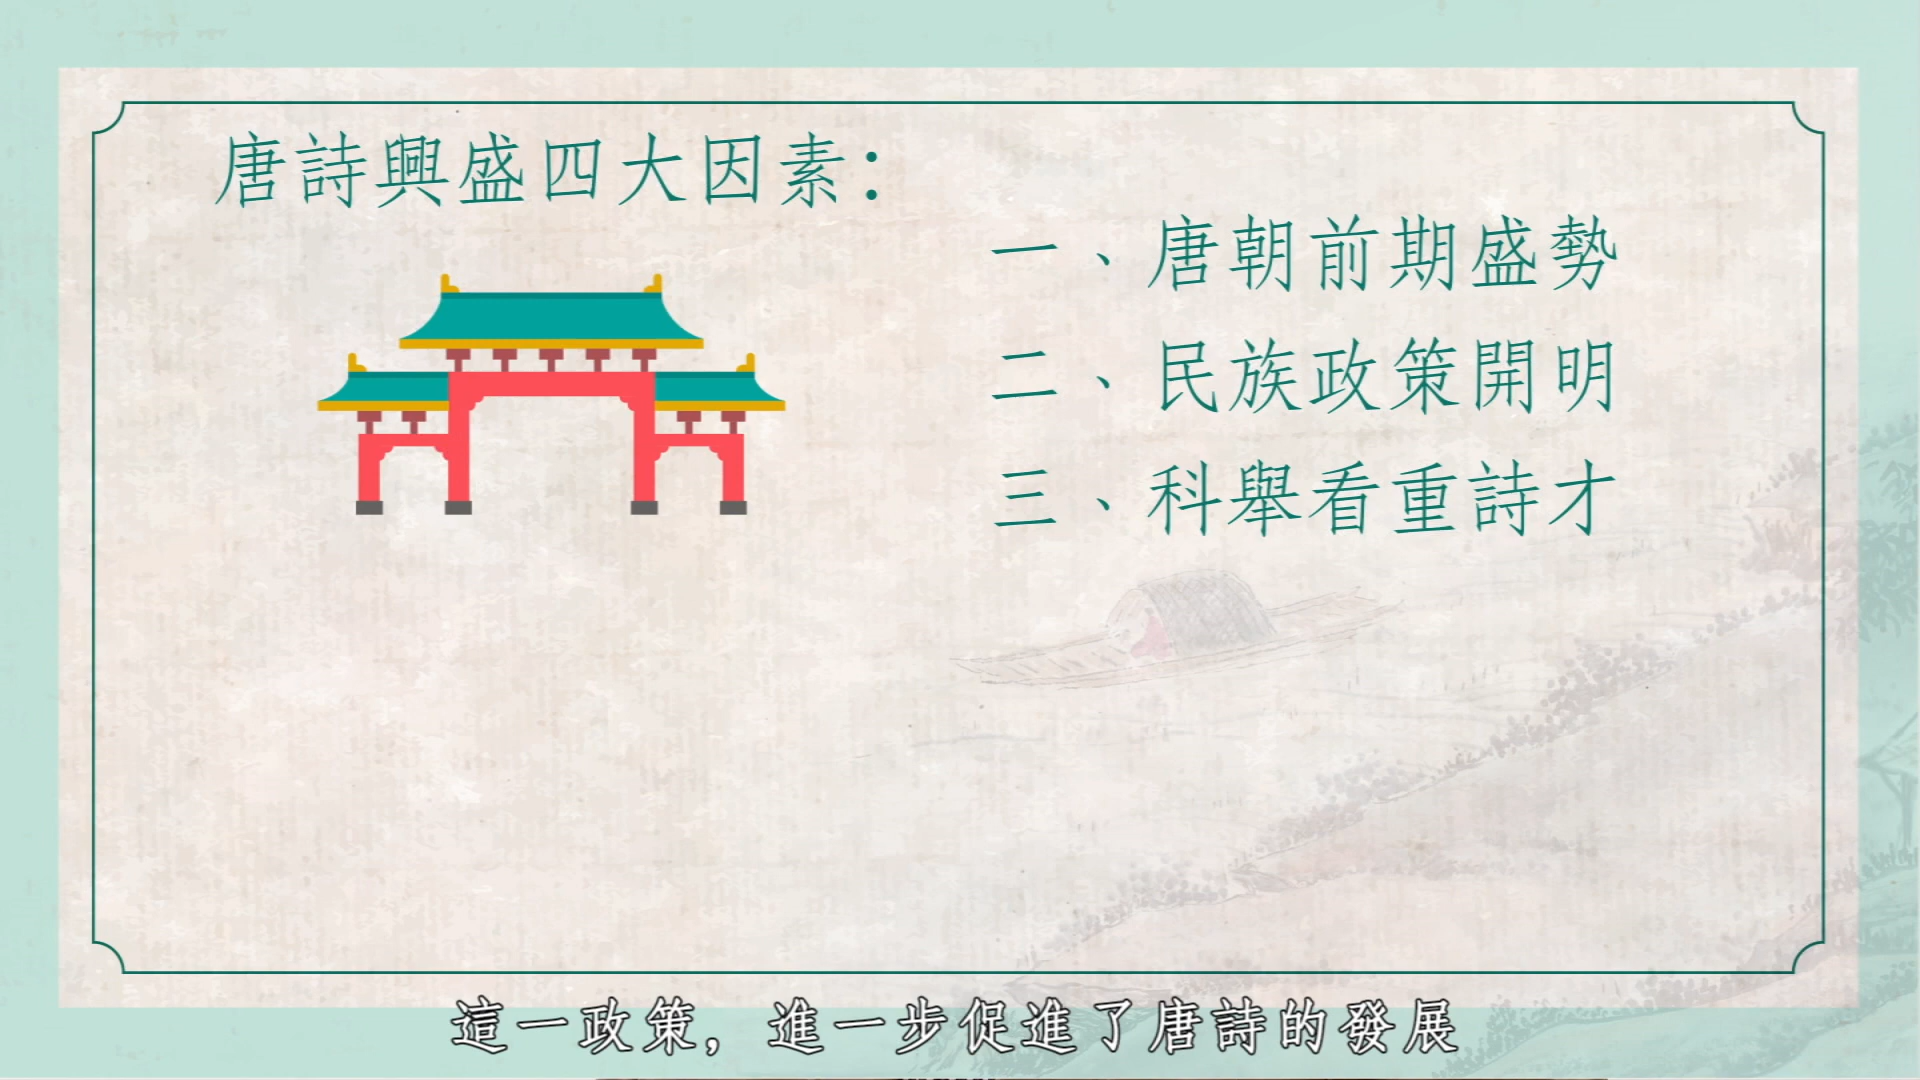 唐詩興盛四大因素：
一、唐朝前期盛勢
二、民族政策開明
三、科舉看重詩才
這一政策，進一步促進了唐詩的發展